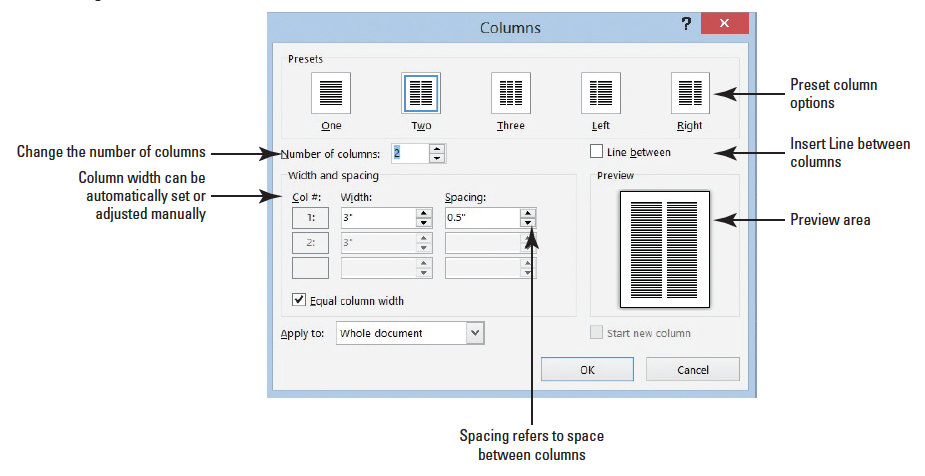 Columns
?
Presets
One
Two
Three
Left
Right
Preset column
options
Change the number of columns
Number of columns:
2
Line between
Insert Line between
columns
Column width can be
automatically set or
adjusted manually
Width and spacing
Col #:
Width:
Spacing:
1:
3"
0.5"
2:
3"
Equal column width
Preview
Preview area
Apply to:
Whole document
Start new column
OK
Cancel
Spacing refers to space
between columns